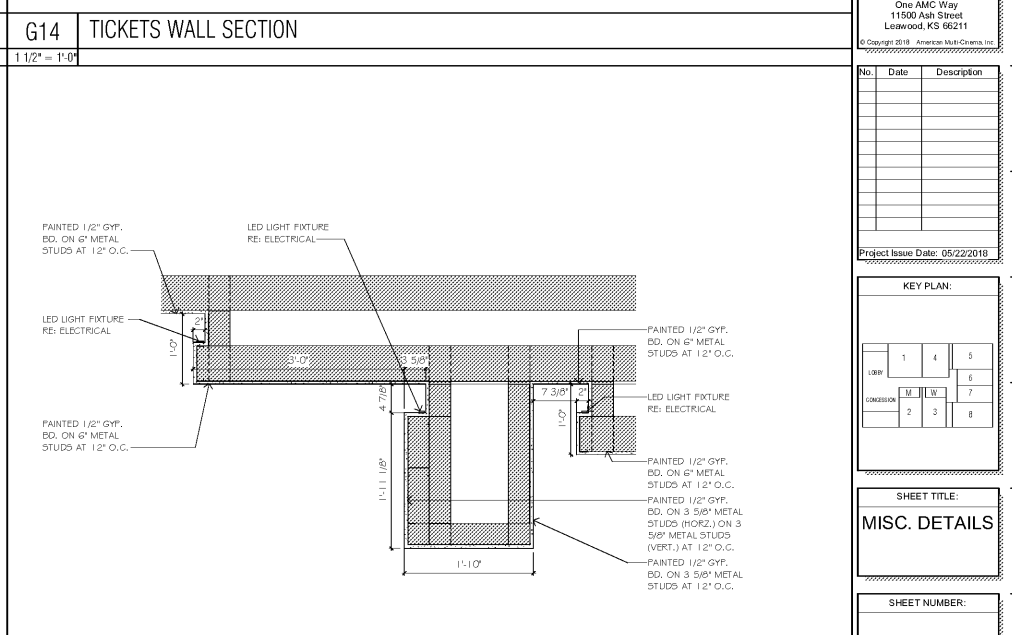 G14 TICKETS WALL SECTION
1 1/2" = 1'-0"
PAINTED 1/2" GYP.
BD. ON 6" METAL
STUDS AT 12" O.C.
LED LIGHT FIXTURE
RE: ELECTRICAL
LED LIGHT FIXTURE
RE: ELECTRICAL
PAINTED 1/2" GYP.
BD. ON 6" METAL
STUDS AT 12" O.C.
2"
1'-0"
3'-0"
3 5/8"
4 7/8"
1'-11 1/8"
1'-10"
7 3/8"
2"
1'-0"
PAINTED 1/2" GYP.
BD. ON 6" METAL
STUDS AT 12" O.C.
LED LIGHT FIXTURE
RE: ELECTRICAL
PAINTED 1/2" GYP.
BD. ON 6" METAL
STUDS AT 12" O.C.
PAINTED 1/2" GYP.
BD. ON 3 5/8" METAL
STUDS (HORZ.) ON 3
5/8" METAL STUDS
(VERT.) AT 12" O.C.
PAINTED 1/2" GYP.
BD. ON 3 5/8" METAL
STUDS AT 12" O.C.
One AMC Way
11500 Ash Street
Leawood, KS 66211
© Copyright 2018 American Multi-Cinema, Inc.
No. Date Description
Project Issue Date: 05/22/2018
KEY PLAN:
LOBBY
1 4 5
6
CONCESSION
M W 7
2 3 8
SHEET TITLE:
MISC. DETAILS
SHEET NUMBER: